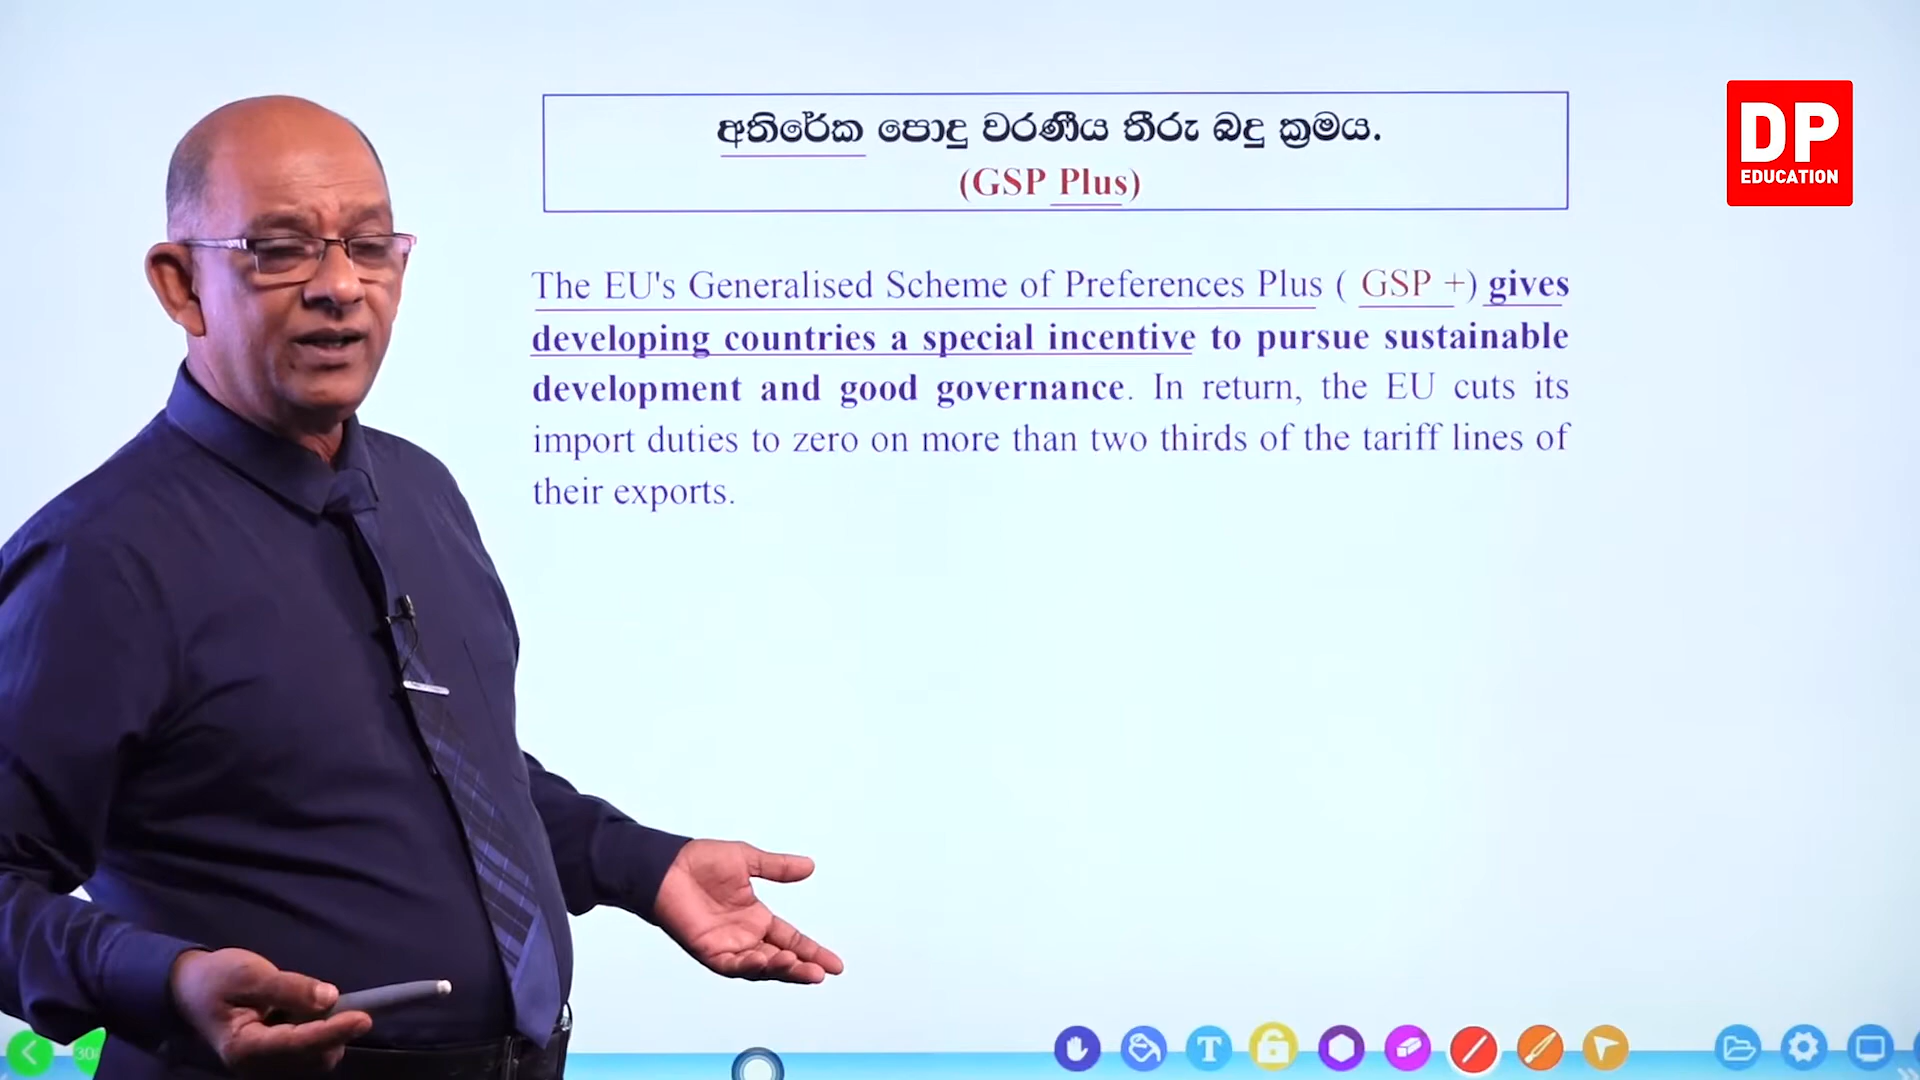 අතිරේක පොදු වරණීය තීරු බදු ක්‍රමය.
(GSP Plus)
DP
EDUCATION
The EU's Generalised Scheme of Preferences Plus ( GSP +) gives
developing countries a special incentive to pursue sustainable
development and good governance. In return, the EU cuts its
import duties to zero on more than two thirds of the tariff lines of
their exports.
30
T